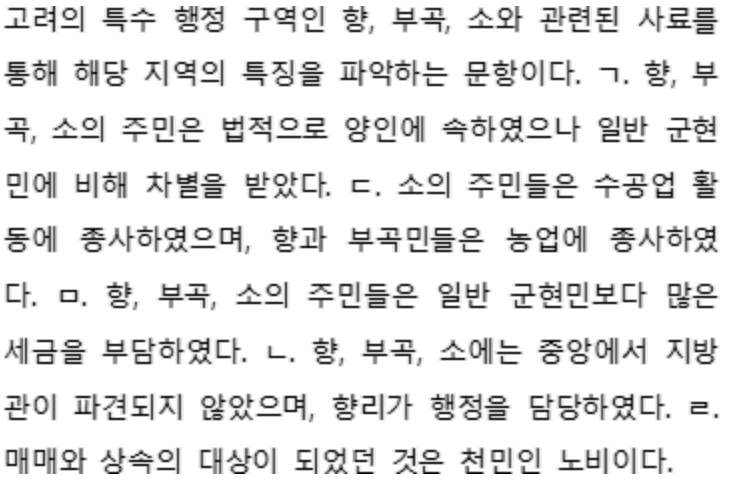 고려의 특수 행정 구역인 향, 부곡, 소와 관련된 사료를
통해 해당 지역의 특징을 파악하는 문항이다. ㄱ. 향, 부
곡, 소의 주민은 법적으로 양인에 속하였으나 일반 군현
민에 비해 차별을 받았다. ㄷ. 소의 주민들은 수공업 활
동에 종사하였으며, 향과 부곡민들은 농업에 종사하였
다. ㅁ. 향, 부곡, 소의 주민들은 일반 군현민보다 많은
세금을 부담하였다. ㄴ. 향, 부곡, 소에는 중앙에서 지방
관이 파견되지 않았으며, 향리가 행정을 담당하였다. ㄹ.
매매와 상속의 대상이 되었던 것은 천민인 노비이다.